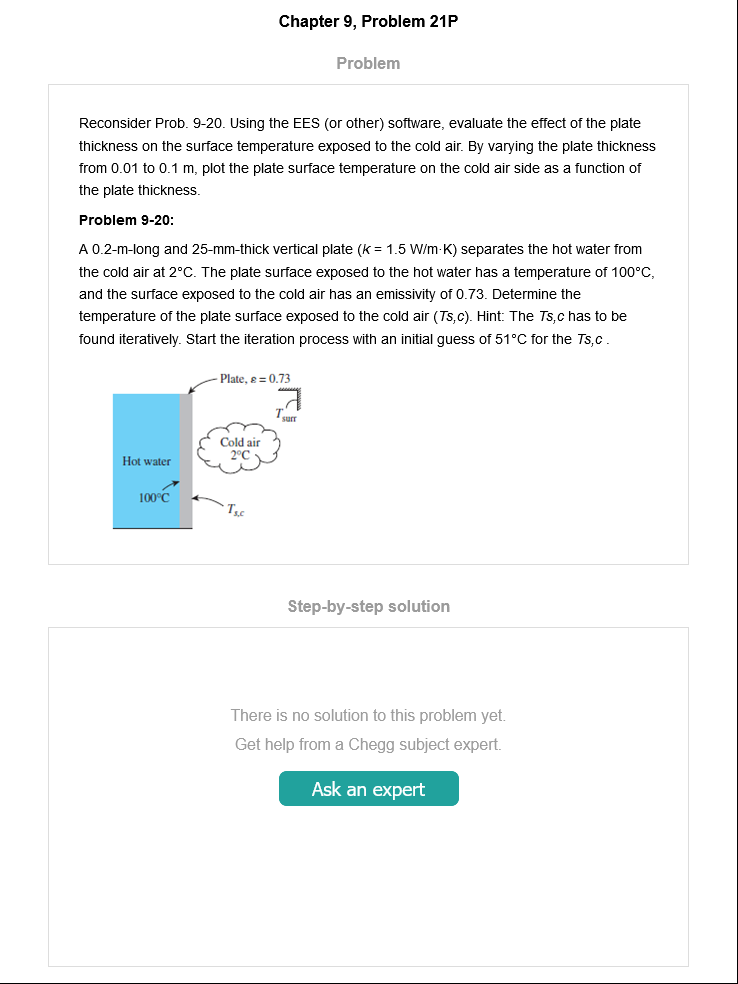 Chapter 9, Problem 21P
Problem
Reconsider Prob. 9-20. Using the EES (or other) software, evaluate the effect of the plate
thickness on the surface temperature exposed to the cold air. By varying the plate thickness
from 0.01 to 0.1 m, plot the plate surface temperature on the cold air side as a function of
the plate thickness.
Problem 9-20:
A 0.2-m-long and 25-mm-thick vertical plate (k = 1.5 W/m·K) separates the hot water from
the cold air at 2°C. The plate surface exposed to the hot water has a temperature of 100°C,
and the surface exposed to the cold air has an emissivity of 0.73. Determine the
temperature of the plate surface exposed to the cold air (Ts,c). Hint: The Ts,c has to be
found iteratively. Start the iteration process with an initial guess of 51°C for the Ts,c .
Plate, ε = 0.73
Tsurr
Cold air
2°C
Hot water
100°C
Ts,c
Step-by-step solution
There is no solution to this problem yet.
Get help from a Chegg subject expert.
Ask an expert